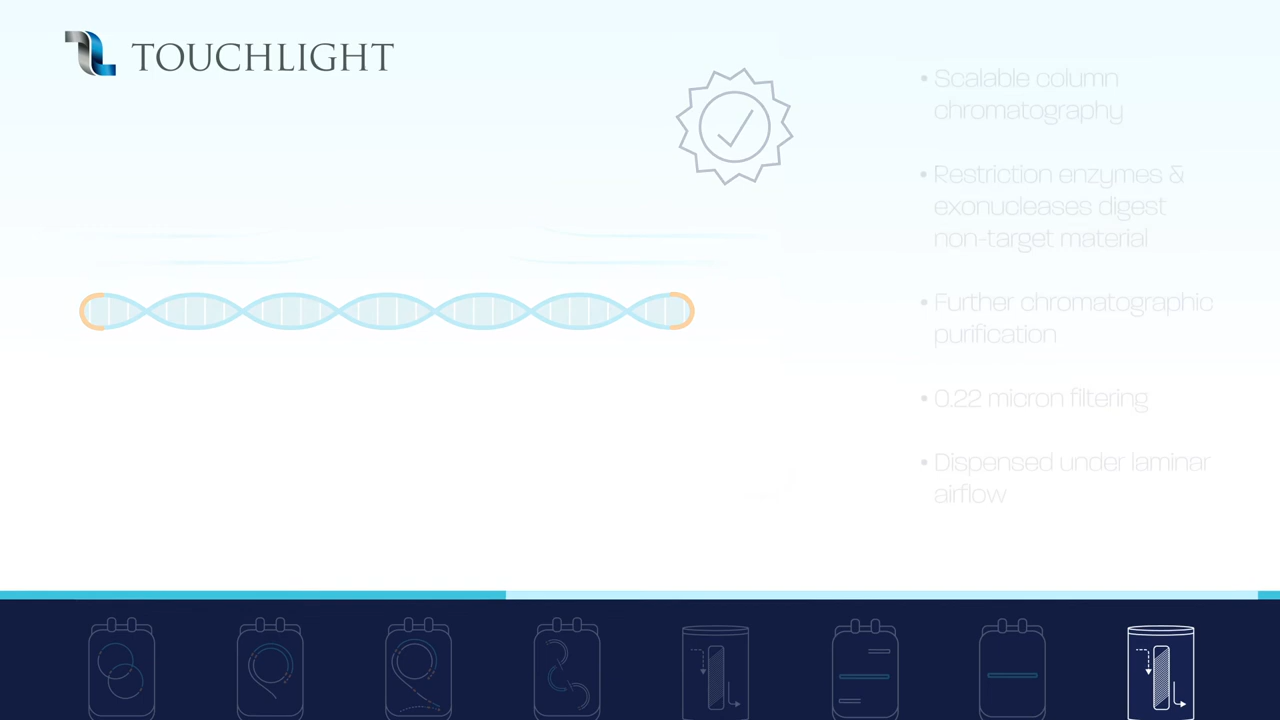 TOUCHLIGHT
• Scalable column
chromatography
• Restriction enzymes &
exonucleases digest
non-target material
• Further chromatographic
purification
• 0.22 micron filtering
• Dispensed under laminar
airflow